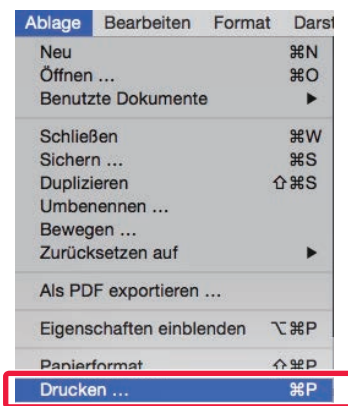 Ablage Bearbeiten Format Darst
Neu ⌘N
Öffnen ... ⌘O
Benutzte Dokumente ▶
Schließen ⌘W
Sichern ... ⌘S
Duplizieren ⇧⌘S
Umbenennen ...
Bewegen ...
Zurücksetzen auf ▶
Als PDF exportieren ...
Eigenschaften einblenden ⌥⌘P
Papierformat ⇧⌘P
Drucken ... ⌘P